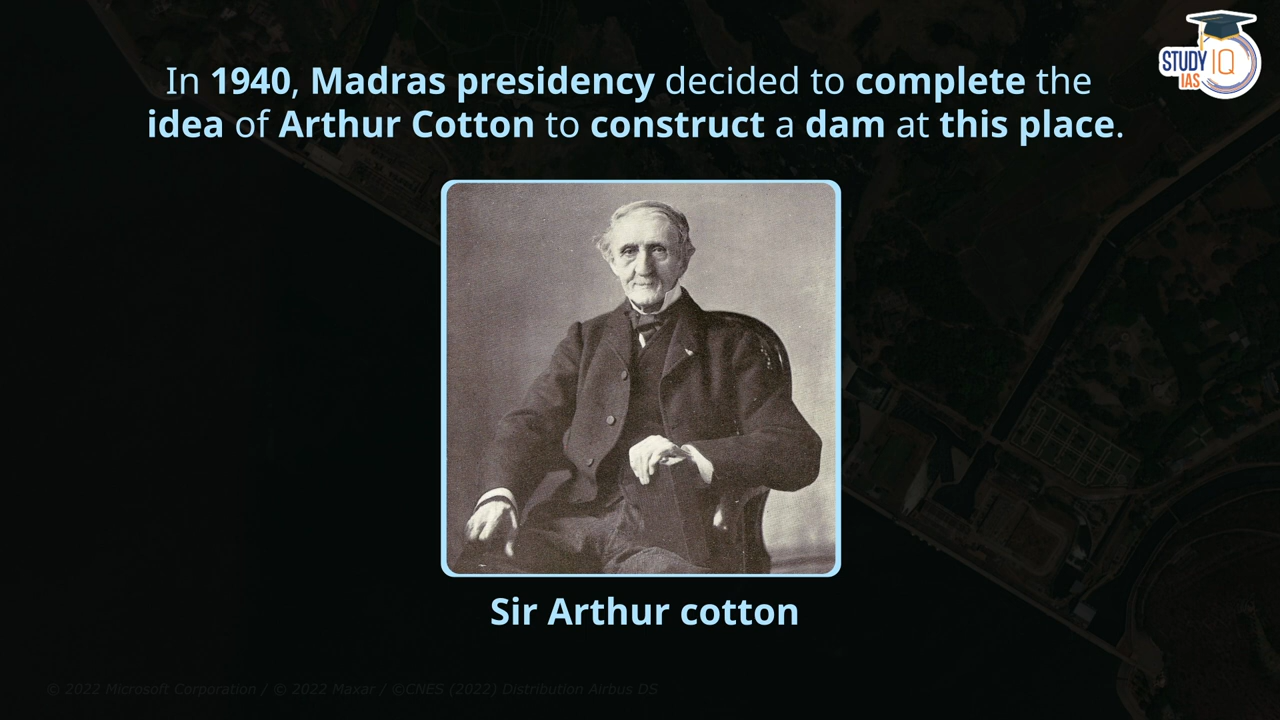 STUDY IQ
IAS
In 1940, Madras presidency decided to complete the
idea of Arthur Cotton to construct a dam at this place.
Sir Arthur cotton
© 2022 Microsoft Corporation / © 2022 Maxar / ©CNES (2022) Distribution Airbus DS